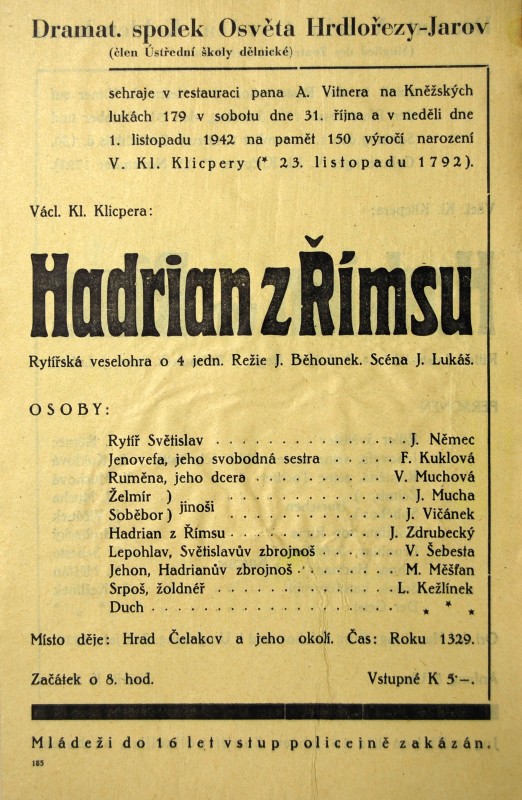 Dramat. spolek Osvěta Hrdlořezy-Jarov
(člen Ústřední školy dělnické)
sehraje v restauraci pana A. Vitnera na Kněžských
lukách 179 v sobotu dne 31. října a v neděli dne
1. listopadu 1942 na pamět 150 výročí narození
V. Kl. Klicpery (* 23. listopadu 1792).
Václ. Kl. Klicpera:
Hadrian z Římsu
Rytířská veselohra o 4 jedn. Režie J. Běhounek. Scéna J. Lukáš.
OSOBY:
Rytíř Světislav . . . . . . . . . . . . . J. Němec
Jenovefa, jeho svobodná sestra . . . . . F. Kuklová
Ruměna, jeho dcera . . . . . . . . . . V. Muchová
Želmír ) jinoši . . . . . . . . . . . . J. Mucha
Soběbor ) . . . . . . . . . . . . J. Vičánek
Hadrian z Římsu . . . . . . . . . . . J. Zdrubecký
Lepohlav, Světislavův zbrojnoš . . . . . . V. Šebesta
Jehon, Hadrianův zbrojnoš . . . . . . . M. Měšťan
Srpoš, žoldnéř . . . . . . . . . . . . L. Kežlínek
Duch . . . . . . . . . . . . . . . . . * * *
Místo děje: Hrad Čelakov a jeho okolí. Čas: Roku 1329.
Začátek o 8. hod. Vstupné K 5·–.
Mládeži do 16 let vstup policejně zakázán.
185